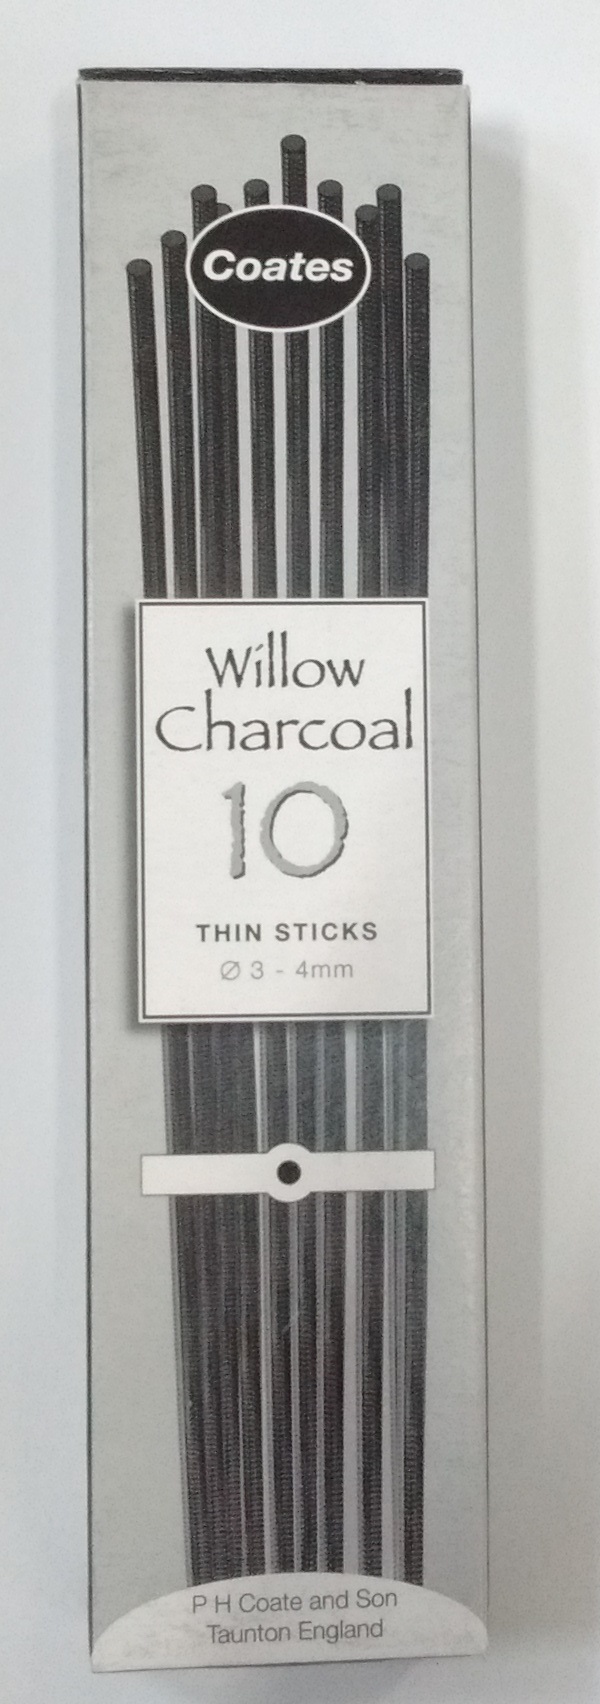 Coates
Willow
Charcoal
10
THIN STICKS
Ø 3 - 4mm
P H Coate and Son
Taunton England